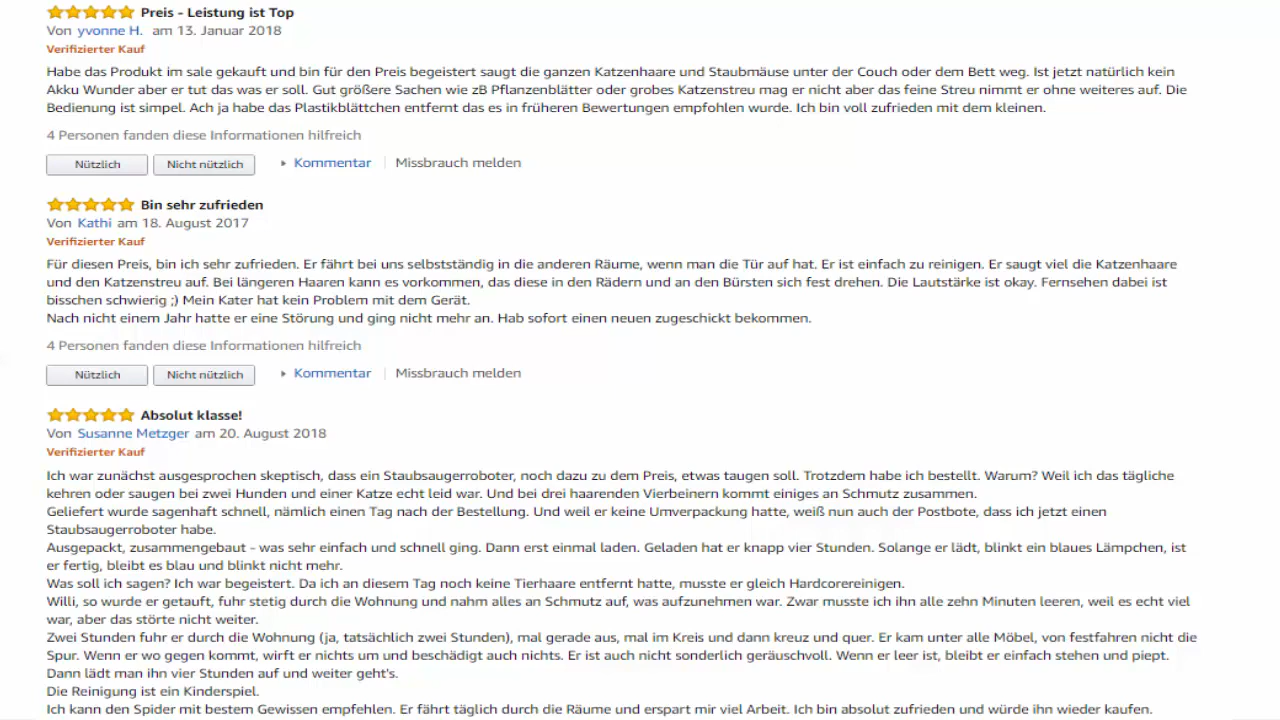 Preis - Leistung ist Top
Von yvonne H. am 13. Januar 2018
Verifizierter Kauf
Habe das Produkt im sale gekauft und bin für den Preis begeistert saugt die ganzen Katzenhaare und Staubmäuse unter der Couch oder dem Bett weg. Ist jetzt natürlich kein
Akku Wunder aber er tut das was er soll. Gut größere Sachen wie zB Pflanzenblätter oder grobes Katzenstreu mag er nicht aber das feine Streu nimmt er ohne weiteres auf. Die
Bedienung ist simpel. Ach ja habe das Plastikblättchen entfernt das es in früheren Bewertungen empfohlen wurde. Ich bin voll zufrieden mit dem kleinen.
4 Personen fanden diese Informationen hilfreich
Nützlich Nicht nützlich Kommentar Missbrauch melden
Bin sehr zufrieden
Von Kathi am 18. August 2017
Verifizierter Kauf
Für diesen Preis, bin ich sehr zufrieden. Er fährt bei uns selbstständig in die anderen Räume, wenn man die Tür auf hat. Er ist einfach zu reinigen. Er saugt viel die Katzenhaare
und den Katzenstreu auf. Bei längeren Haaren kann es vorkommen, das diese in den Rädern und an den Bürsten sich fest drehen. Die Lautstärke ist okay. Fernsehen dabei ist
bisschen schwierig ;) Mein Kater hat kein Problem mit dem Gerät.
Nach nicht einem Jahr hatte er eine Störung und ging nicht mehr an. Hab sofort einen neuen zugeschickt bekommen.
4 Personen fanden diese Informationen hilfreich
Nützlich Nicht nützlich Kommentar Missbrauch melden
Absolut klasse!
Von Susanne Metzger am 20. August 2018
Verifizierter Kauf
Ich war zunächst ausgesprochen skeptisch, dass ein Staubsaugerroboter, noch dazu zu dem Preis, etwas taugen soll. Trotzdem habe ich bestellt. Warum? Weil ich das tägliche
kehren oder saugen bei zwei Hunden und einer Katze echt leid war. Und bei drei haarenden Vierbeinern kommt einiges an Schmutz zusammen.
Geliefert wurde sagenhaft schnell, nämlich einen Tag nach der Bestellung. Und weil er keine Umverpackung hatte, weiß nun auch der Postbote, dass ich jetzt einen
Staubsaugerroboter habe.
Ausgepackt, zusammengebaut - was sehr einfach und schnell ging. Dann erst einmal laden. Geladen hat er knapp vier Stunden. Solange er lädt, blinkt ein blaues Lämpchen, ist
er fertig, bleibt es blau und blinkt nicht mehr.
Was soll ich sagen? Ich war begeistert. Da ich an diesem Tag noch keine Tierhaare entfernt hatte, musste er gleich Hardcorereinigen.
Willi, so wurde er getauft, fuhr stetig durch die Wohnung und nahm alles an Schmutz auf, was aufzunehmen war. Zwar musste ich ihn alle zehn Minuten leeren, weil es echt viel
war, aber das störte nicht weiter.
Zwei Stunden fuhr er durch die Wohnung (ja, tatsächlich zwei Stunden), mal gerade aus, mal im Kreis und dann kreuz und quer. Er kam unter alle Möbel, von festfahren nicht die
Spur. Wenn er wo gegen kommt, wirft er nichts um und beschädigt auch nichts. Er ist auch nicht sonderlich geräuschvoll. Wenn er leer ist, bleibt er einfach stehen und piept.
Dann lädt man ihn vier Stunden auf und weiter geht's.
Die Reinigung ist ein Kinderspiel.
Ich kann den Spider mit bestem Gewissen empfehlen. Er fährt täglich durch die Räume und erspart mir viel Arbeit. Ich bin absolut zufrieden und würde ihn wieder kaufen.